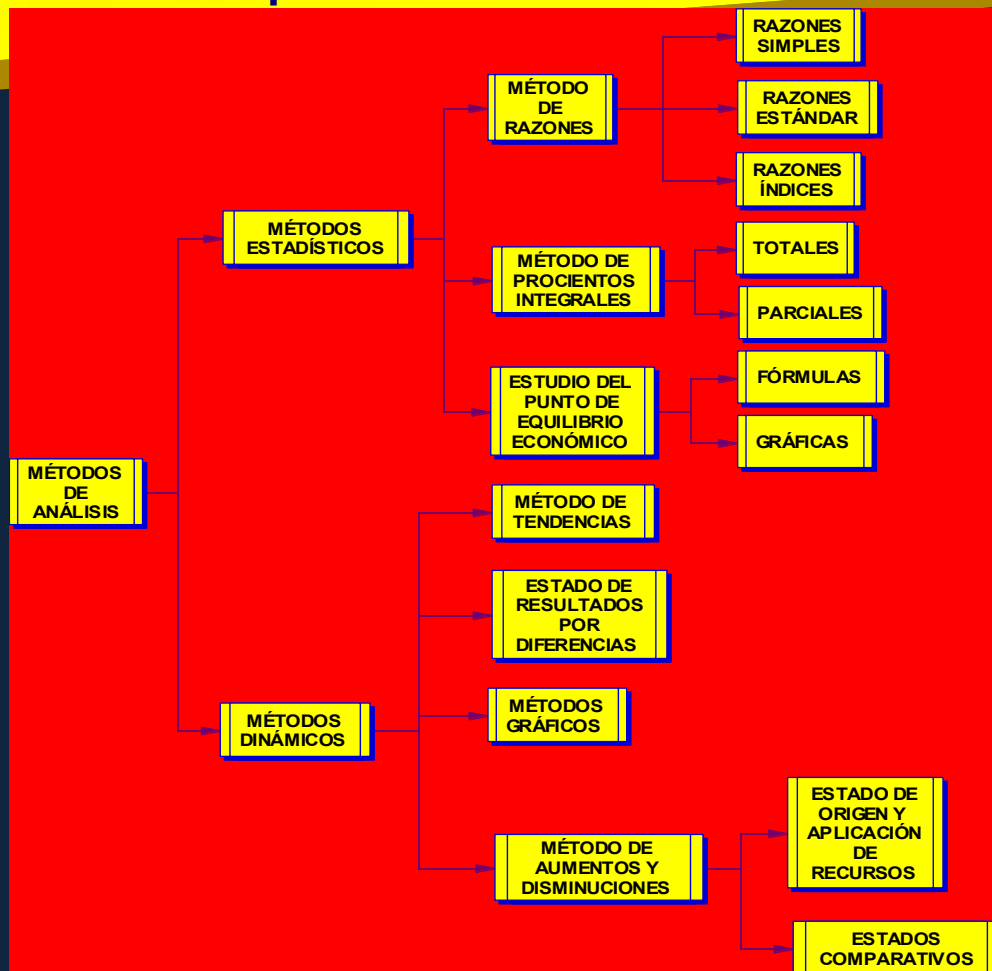 RAZONES
SIMPLES
MÉTODO
DE
RAZONES
RAZONES
ESTÁNDAR
RAZONES
ÍNDICES
MÉTODOS
ESTADÍSTICOS
MÉTODO DE
PROCIENTOS
INTEGRALES
TOTALES
PARCIALES
ESTUDIO DEL
PUNTO DE
EQUILIBRIO
ECONÓMICO
FÓRMULAS
GRÁFICAS
MÉTODOS
DE
ANÁLISIS
MÉTODO DE
TENDENCIAS
ESTADO DE
RESULTADOS
POR
DIFERENCIAS
MÉTODOS
DINÁMICOS
MÉTODOS
GRÁFICOS
MÉTODO DE
AUMENTOS Y
DISMINUCIONES
ESTADO DE
ORIGEN Y
APLICACIÓN
DE
RECURSOS
ESTADOS
COMPARATIVOS